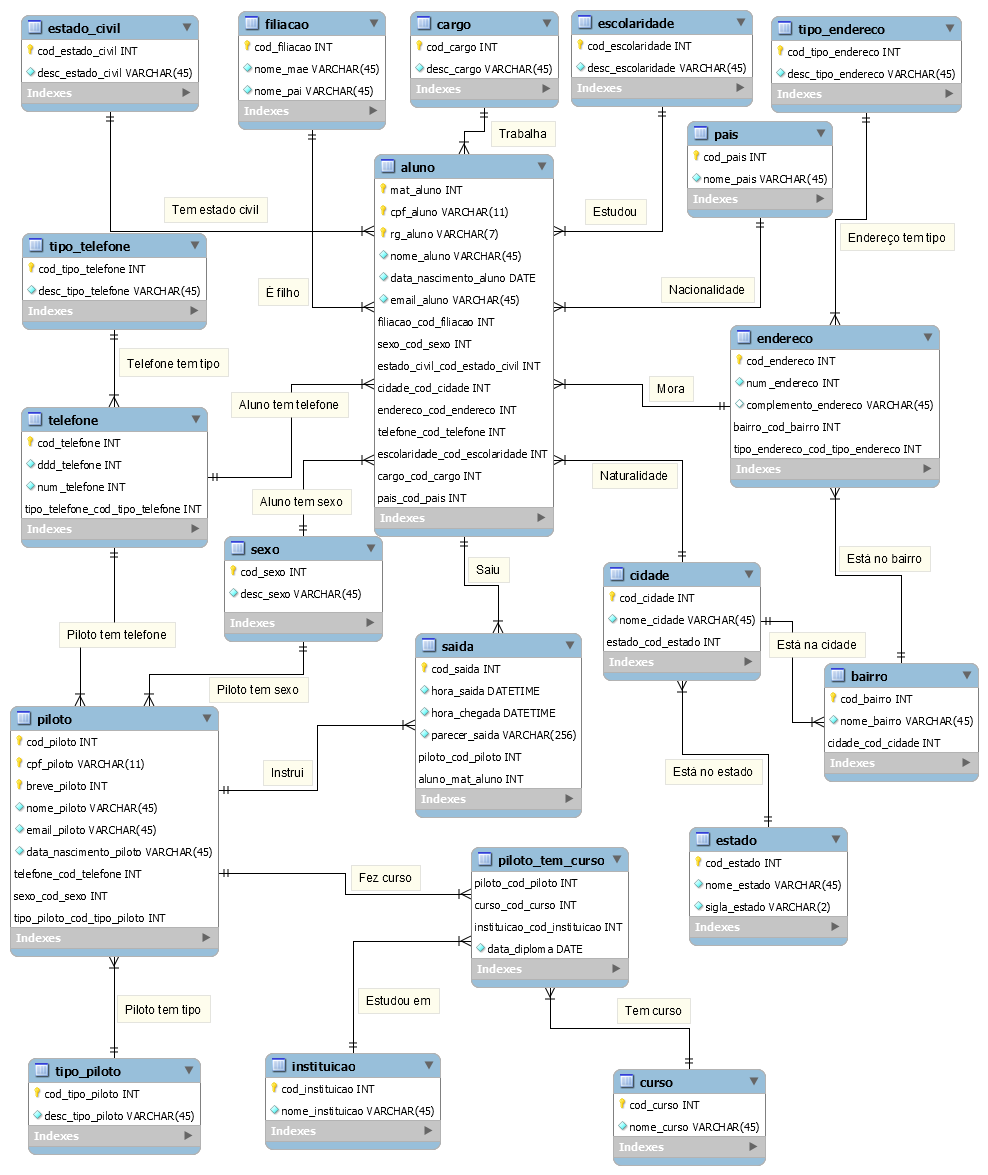 estado_civil
cod_estado_civil INT
desc_estado_civil VARCHAR(45)
Indexes
filiacao
cod_filiacao INT
nome_mae VARCHAR(45)
nome_pai VARCHAR(45)
Indexes
cargo
cod_cargo INT
desc_cargo VARCHAR(45)
Indexes
escolaridade
cod_escolaridade INT
desc_escolaridade VARCHAR(45)
Indexes
tipo_endereco
cod_tipo_endereco INT
desc_tipo_endereco VARCHAR(45)
Indexes
Trabalha
pais
cod_pais INT
nome_pais VARCHAR(45)
Indexes
aluno
mat_aluno INT
cpf_aluno VARCHAR(11)
rg_aluno VARCHAR(7)
nome_aluno VARCHAR(45)
data_nascimento_aluno DATE
email_aluno VARCHAR(45)
filiacao_cod_filiacao INT
sexo_cod_sexo INT
estado_civil_cod_estado_civil INT
cidade_cod_cidade INT
endereco_cod_endereco INT
telefone_cod_telefone INT
escolaridade_cod_escolaridade INT
cargo_cod_cargo INT
pais_cod_pais INT
Indexes
Tem estado civil
Estudou
Endereço tem tipo
tipo_telefone
cod_tipo_telefone INT
desc_tipo_telefone VARCHAR(45)
Indexes
É filho
Nacionalidade
endereco
cod_endereco INT
num_endereco INT
complemento_endereco VARCHAR(45)
bairro_cod_bairro INT
tipo_endereco_cod_tipo_endereco INT
Indexes
Telefone tem tipo
Aluno tem telefone
Mora
telefone
cod_telefone INT
ddd_telefone INT
num_telefone INT
tipo_telefone_cod_tipo_telefone INT
Indexes
Aluno tem sexo
Naturalidade
sexo
cod_sexo INT
desc_sexo VARCHAR(45)
Indexes
Saiu
Está no bairro
cidade
cod_cidade INT
nome_cidade VARCHAR(45)
estado_cod_estado INT
Indexes
Piloto tem telefone
Está na cidade
saida
cod_saida INT
hora_saida DATETIME
hora_chegada DATETIME
parecer_saida VARCHAR(256)
piloto_cod_piloto INT
aluno_mat_aluno INT
Indexes
bairro
cod_bairro INT
nome_bairro VARCHAR(45)
cidade_cod_cidade INT
Indexes
Piloto tem sexo
piloto
cod_piloto INT
cpf_piloto VARCHAR(11)
breve_piloto INT
nome_piloto VARCHAR(45)
email_piloto VARCHAR(45)
data_nascimento_piloto VARCHAR(45)
telefone_cod_telefone INT
sexo_cod_sexo INT
tipo_piloto_cod_tipo_piloto INT
Indexes
Instrui
Está no estado
estado
cod_estado INT
nome_estado VARCHAR(45)
sigla_estado VARCHAR(2)
Indexes
Fez curso
piloto_tem_curso
piloto_cod_piloto INT
curso_cod_curso INT
instituicao_cod_instituicao INT
data_diploma DATE
Indexes
Piloto tem tipo
Estudou em
Tem curso
tipo_piloto
cod_tipo_piloto INT
desc_tipo_piloto VARCHAR(45)
Indexes
instituicao
cod_instituicao INT
nome_instituicao VARCHAR(45)
Indexes
curso
cod_curso INT
nome_curso VARCHAR(45)
Indexes